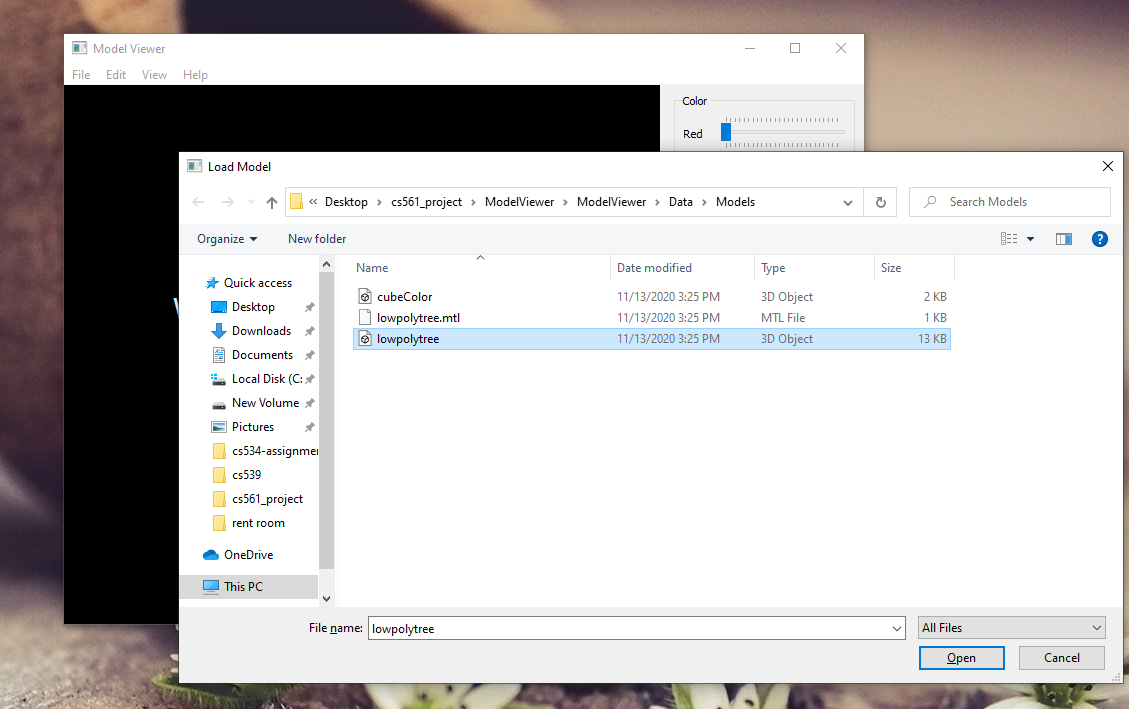 Model Viewer
File Edit View Help
Color
Red
Load Model
« Desktop > cs561_project > ModelViewer > ModelViewer > Data > Models
Search Models
Organize New folder
Name Date modified Type Size
cubeColor 11/13/2020 3:25 PM 3D Object 2 KB
lowpolytree.mtl 11/13/2020 3:25 PM MTL File 1 KB
lowpolytree 11/13/2020 3:25 PM 3D Object 13 KB
Quick access
Desktop
Downloads
Documents
Local Disk (C:
New Volume
Pictures
cs534-assignmen
cs539
cs561_project
rent room
OneDrive
This PC
File name: lowpolytree
All Files
Open Cancel